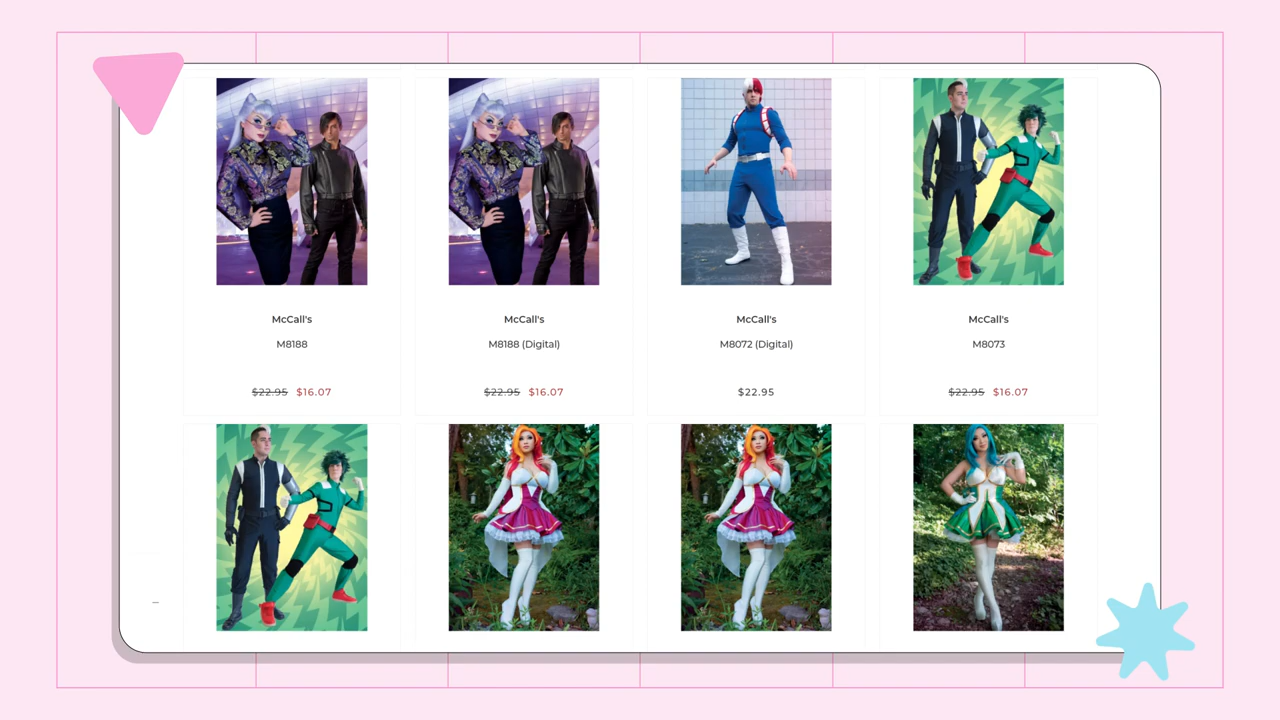 McCall's
M8188
$22.95 $16.07
McCall's
M8188 (Digital)
$22.95 $16.07
McCall's
M8072 (Digital)
$22.95
McCall's
M8073
$22.95 $16.07